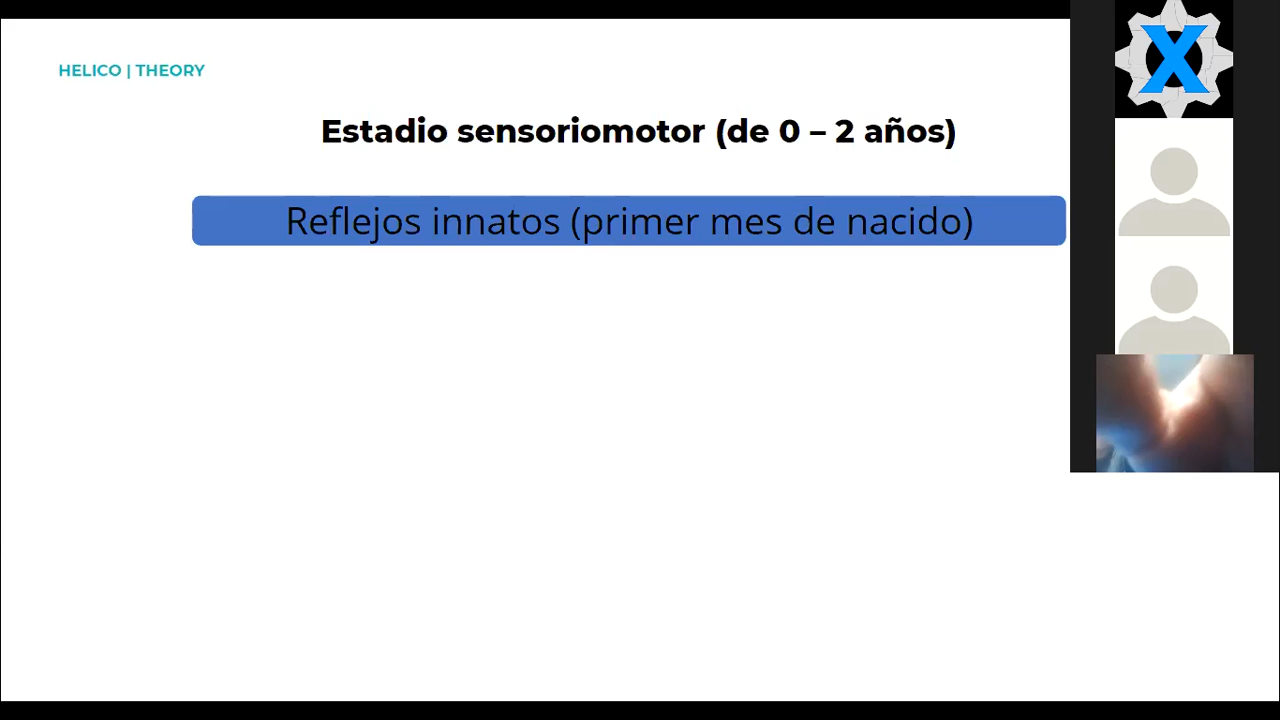 HELICO | THEORY
Estadio sensoriomotor (de 0 – 2 años)
Reflejos innatos (primer mes de nacido)
X